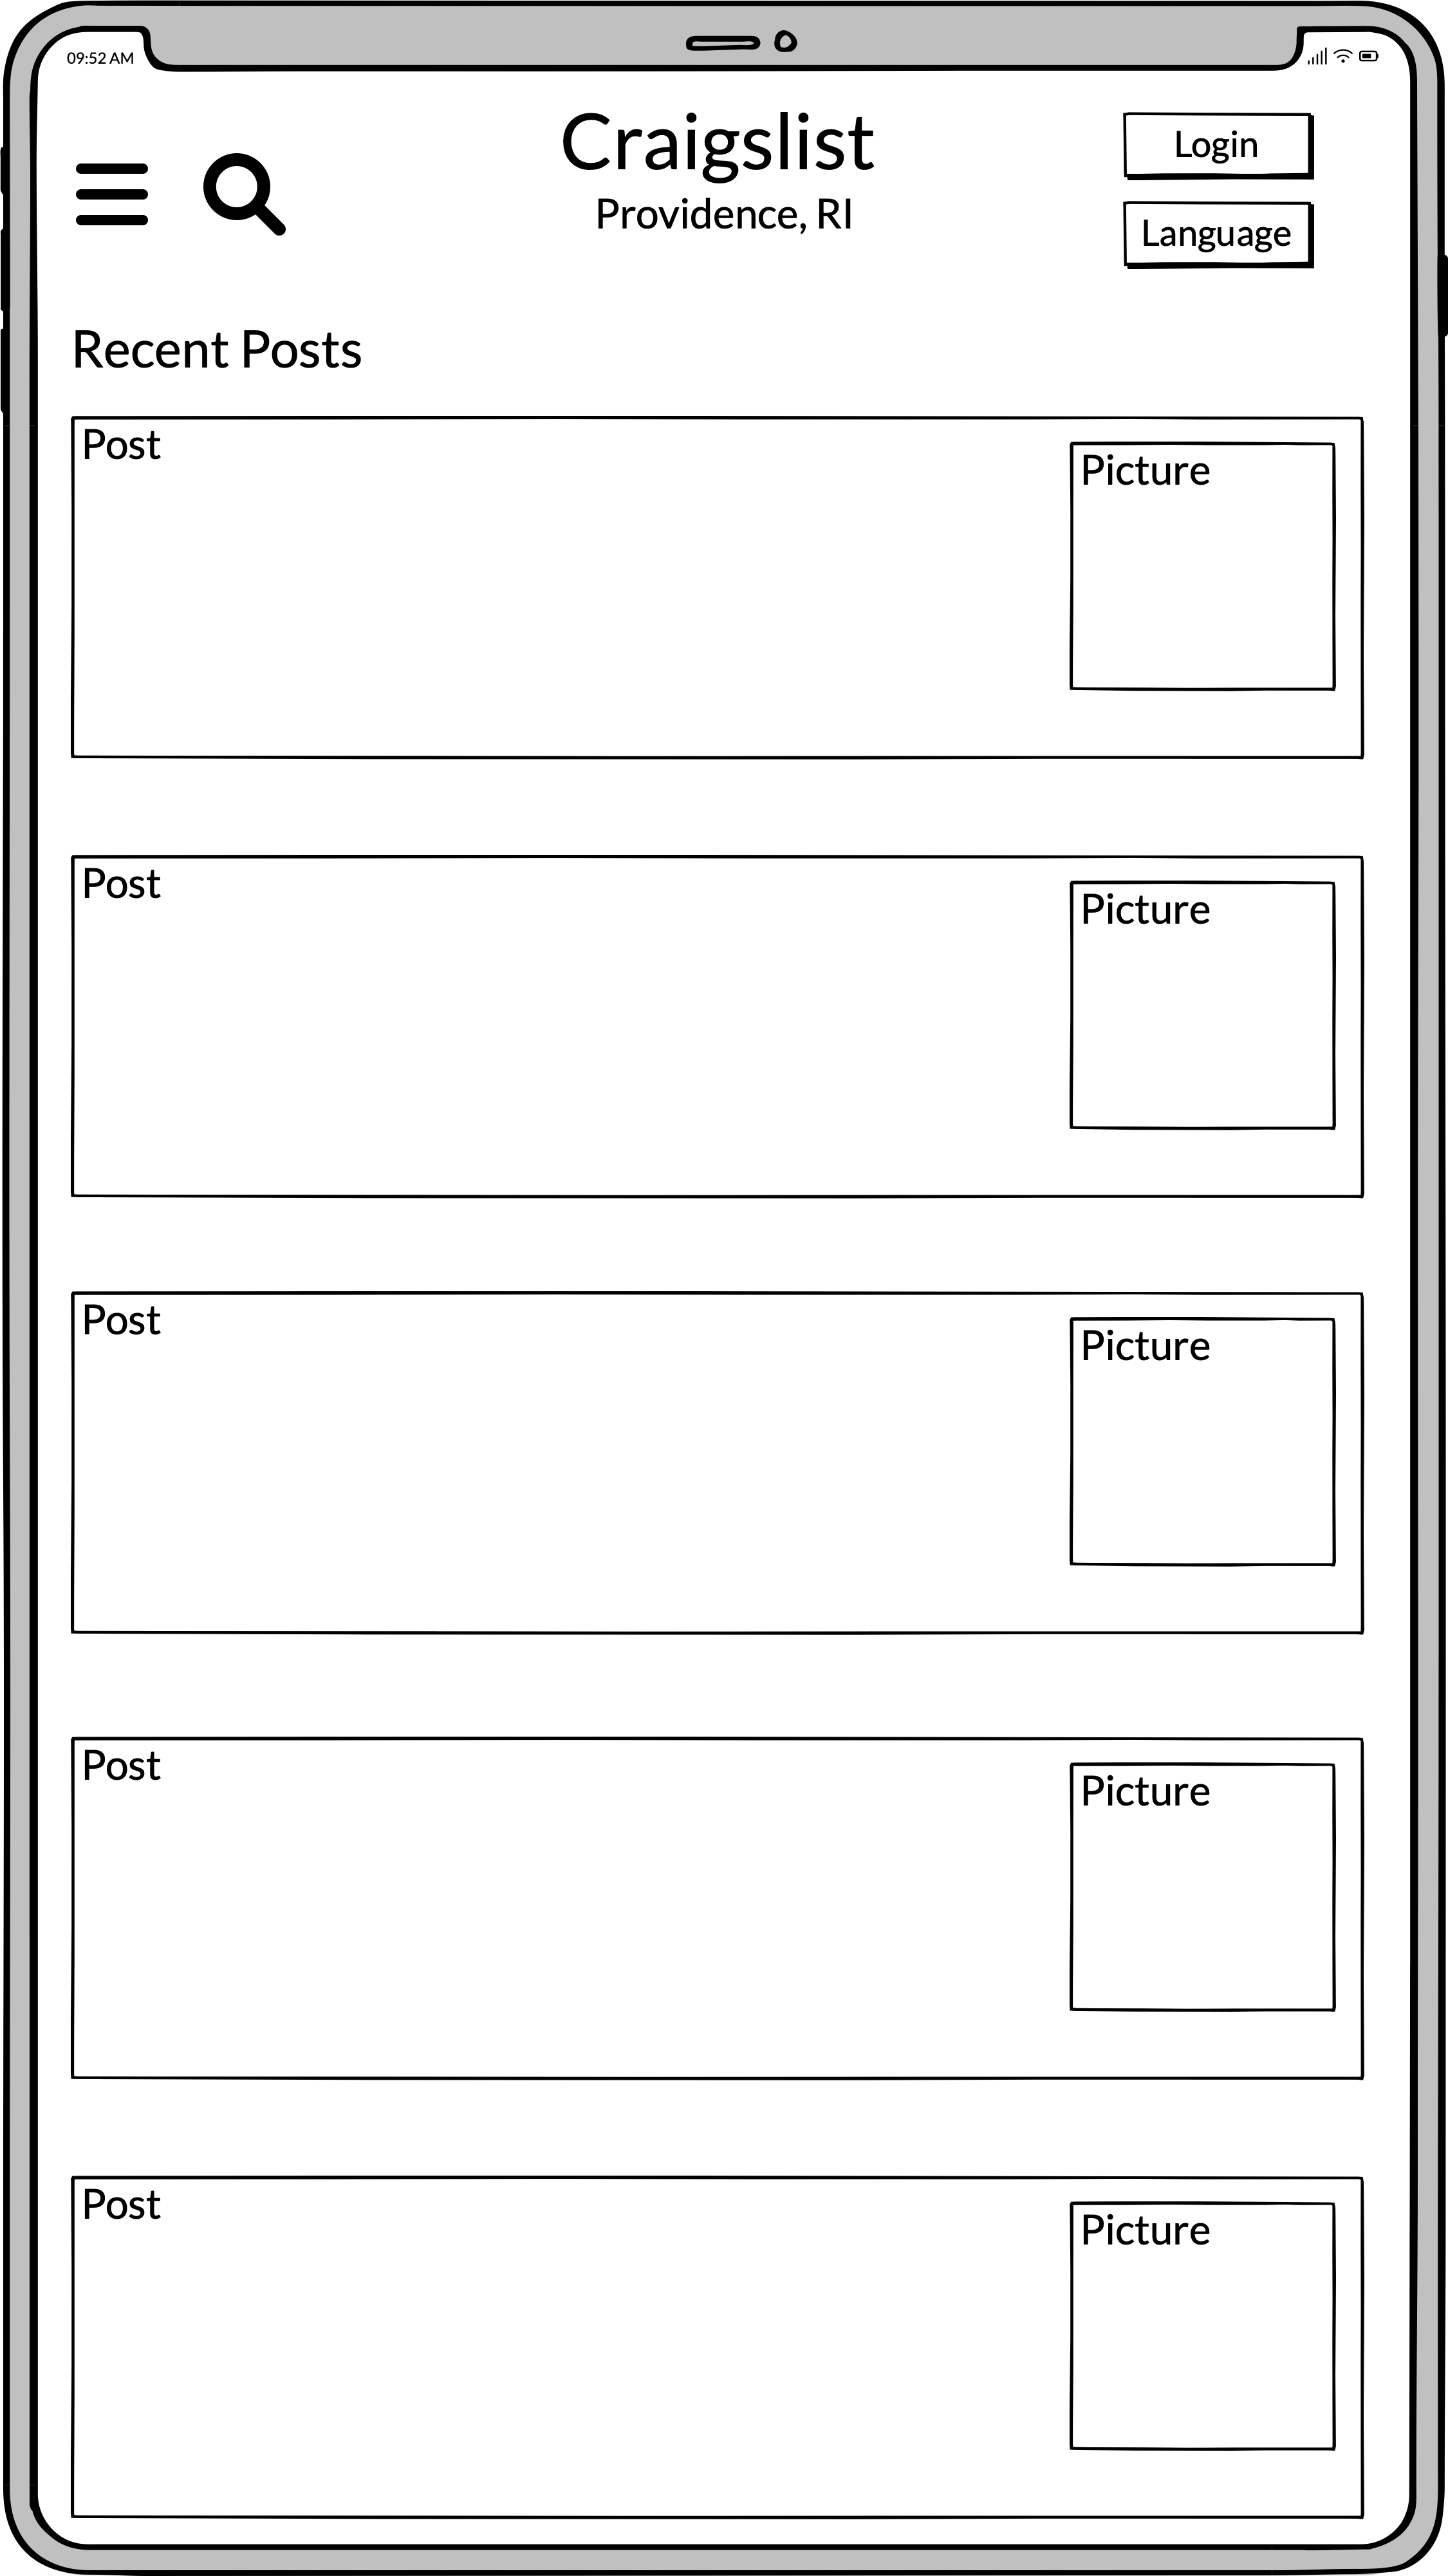 09:52 AM
Craigslist
Providence, RI
Login
Language
Recent Posts
Post
Picture
Post
Picture
Post
Picture
Post
Picture
Post
Picture